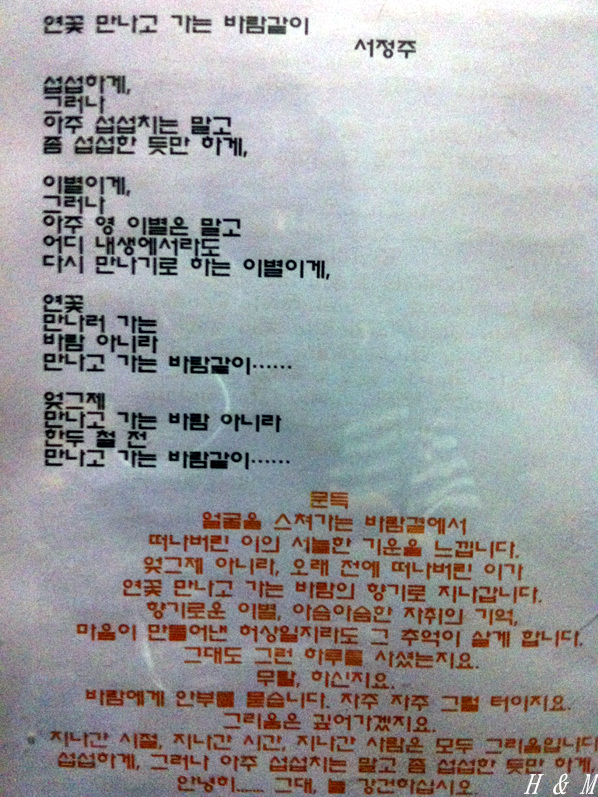 연꽃 만나고 가는 바람같이
서정주
섭섭하게,
그러나
아주 섭섭치는 말고
좀 섭섭한 듯만 하게,
이별이게,
그러나
아주 영 이별은 말고
어디 내생에서라도
다시 만나기로 하는 이별이게,
연꽃
만나러 가는
바람 아니라
만나고 가는 바람같이……
엊그제
만나고 가는 바람 아니라
한두 철 전
만나고 가는 바람같이……
문득
얼굴을 스쳐가는 바람결에서
떠나버린 이의 서늘한 기운을 느낍니다.
엊그제 아니라, 오래 전에 떠나버린 이가
연꽃 만나고 가는 바람의 향기로 지나갑니다.
향기로운 이별, 아슴아슴한 자취의 기억,
마음이 만들어낸 허상일지라도 그 추억이 살게 합니다.
그대도 그런 하루를 사셨는지요.
무탈, 하신지요.
바람에게 안부를 묻습니다. 자주 자주 그럴 터이지요.
그리움은 깊어가겠지요.
지나간 시절, 지나간 시간, 지나간 사람은 모두 그리움입니다
섭섭하게, 그러나 아주 섭섭치는 말고 좀 섭섭한 듯만 하게,
안녕히...... 그대, 늘 강건하십시오.
H & M